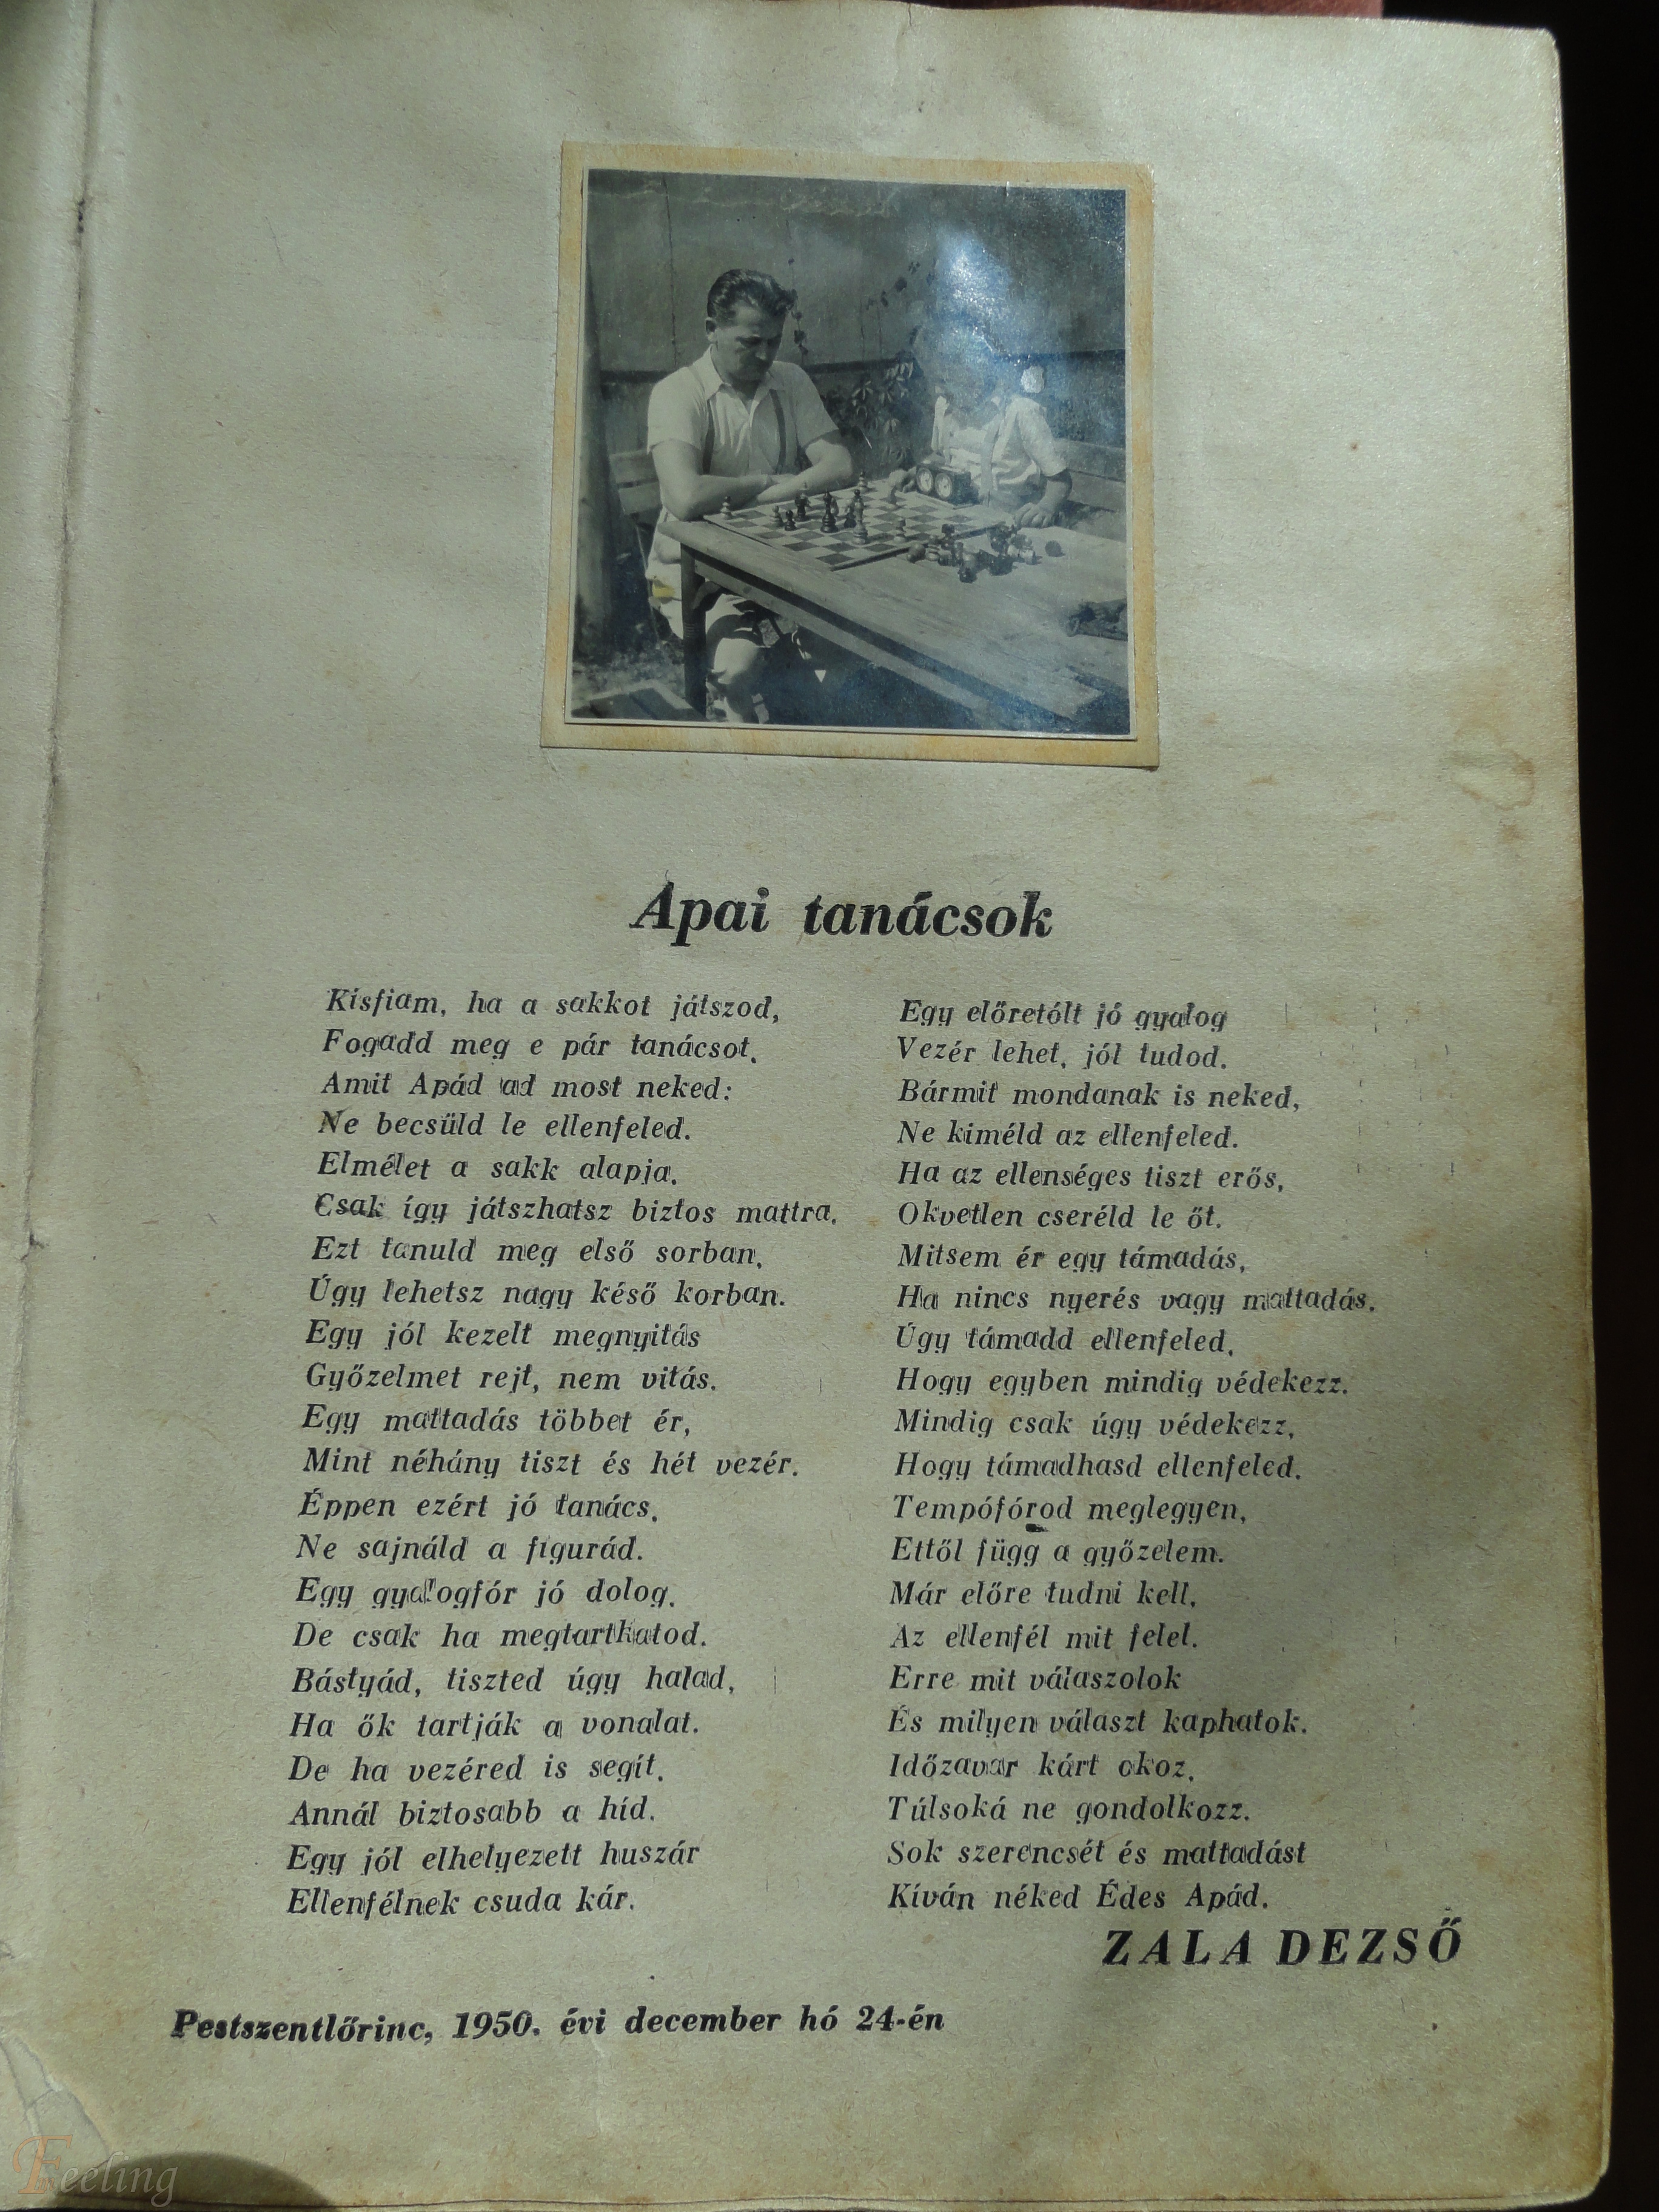 Apai tanácsok
Kisfiam, ha a sakkot játszod,
Fogadd meg e pár tanácsot,
Amit Apád ad most neked:
Ne becsüld le ellenfeled.
Elmélet a sakk alapja,
Csak így játszhatsz biztos mattra,
Ezt tanuld meg első sorban,
Úgy lehetsz nagy késő korban.
Egy jól kezelt megnyitás
Győzelmet rejt, nem vitás.
Egy mattadás többet ér,
Mint néhány tiszt és hét vezér.
Éppen ezért jó tanács,
Ne sajnáld a figurád.
Egy gyalogfór jó dolog,
De csak ha megtarthatod.
Bástyád, tiszted úgy halad,
Ha ők tartják a vonalat.
De ha vezéred is segít,
Annál biztosabb a híd.
Egy jól elhelyezett huszár
Ellenfélnek csuda kár.
Egy előretólt jó gyalog
Vezér lehet, jól tudod.
Bármit mondanak is neked,
Ne kiméld az ellenfeled.
Ha az ellenséges tiszt erős,
Okvetlen cseréld le őt.
Mitsem ér egy támadás,
Ha nincs nyerés vagy mattadás.
Úgy támadd ellenfeled,
Hogy egyben mindig védekezz.
Mindig csak úgy védekezz,
Hogy támadhasd ellenfeled.
Tempófórod meglegyen,
Ettől függ a győzelem.
Már előre tudni kell,
Az ellenfél mit felel.
Erre mit válaszolok
És milyen választ kaphatok.
Időzavar kárt okoz,
Túlsoká ne gondolkozz.
Sok szerencsét és mattadást
Kíván néked Édes Apád.
ZALA DEZSŐ
Pestszentlőrinc, 1950. évi december hó 24-én
Feeling